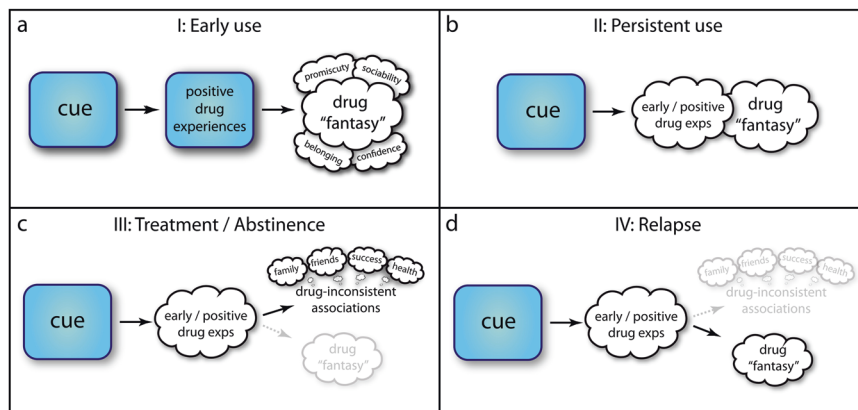 a
I: Early use
cue
positive
drug
experiences
promiscuty
sociability
drug
"fantasy"
belonging
confidence
b
II: Persistent use
cue
early / positive
drug exps
drug
"fantasy"
c
III: Treatment / Abstinence
cue
early / positive
drug exps
family
friends
success
health
drug-inconsistent
associations
drug
"fantasy"
d
IV: Relapse
cue
early / positive
drug exps
family
friends
success
health
drug-inconsistent
associations
drug
"fantasy"